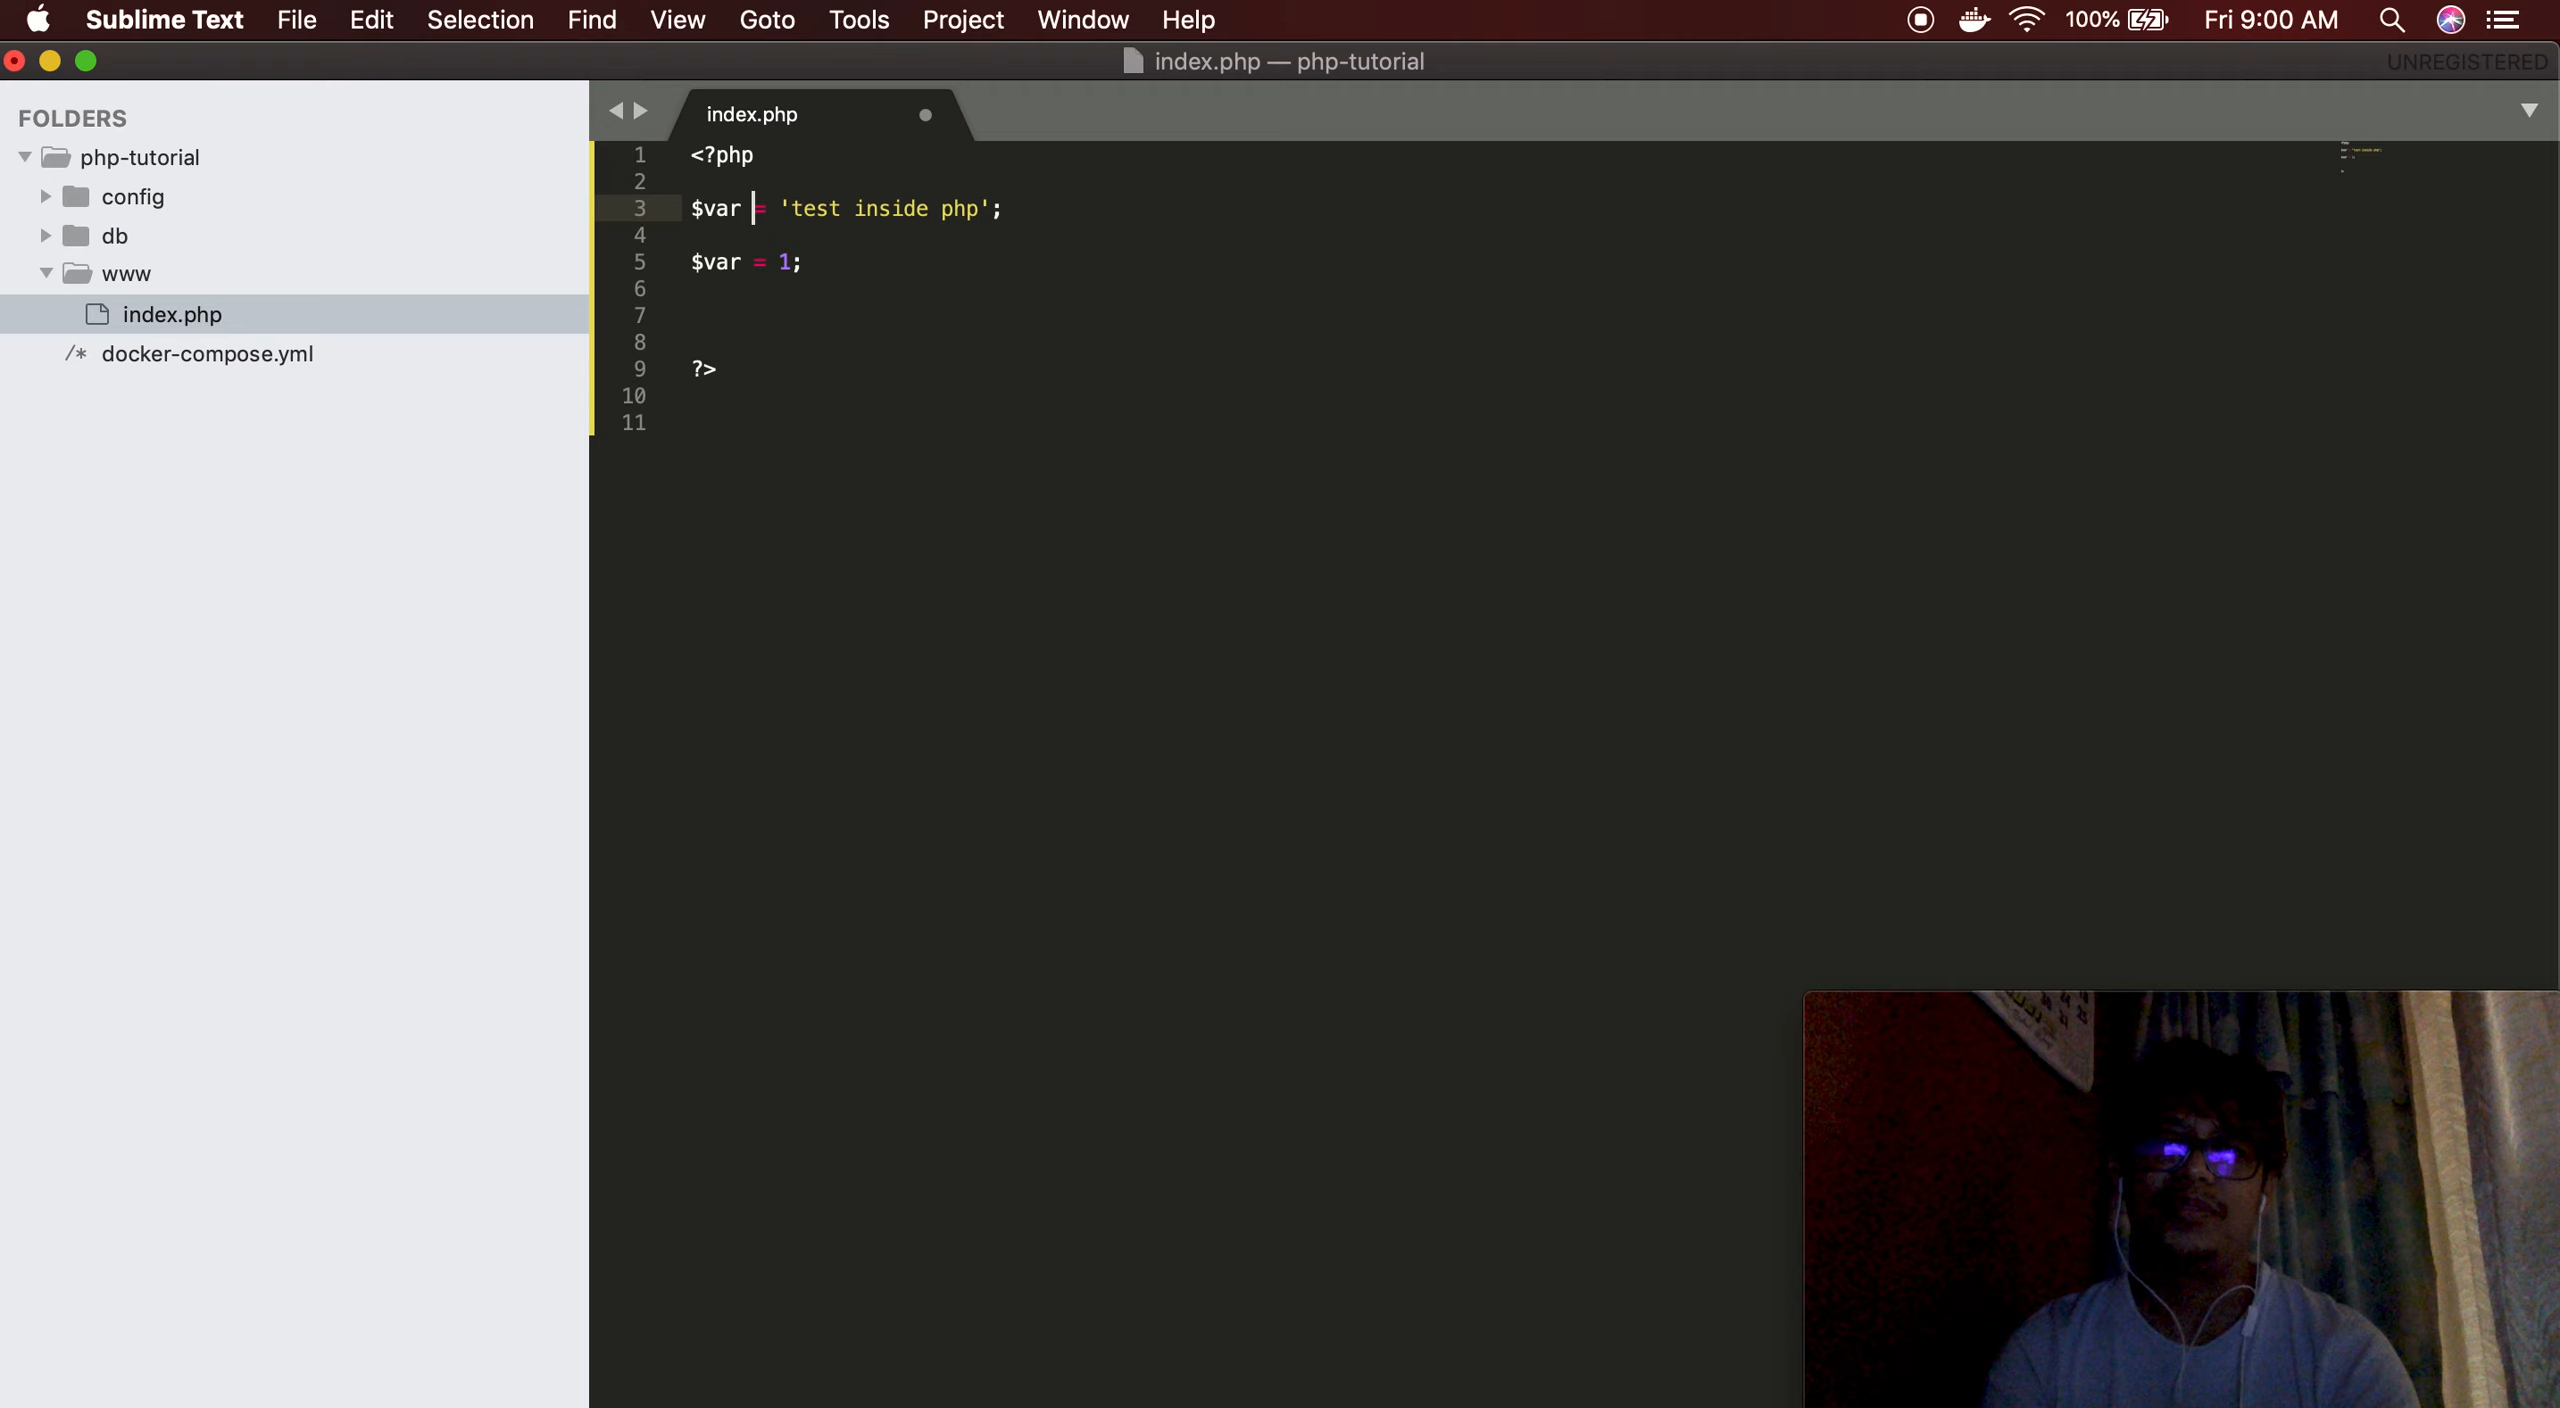 Sublime Text File Edit Selection Find View Goto Tools Project Window Help 100% Fri 9:00 AM
index.php — php-tutorial UNREGISTERED
FOLDERS
php-tutorial
config
db
www
index.php
/* docker-compose.yml
index.php
1 <?php
2
3 $var = 'test inside php';
4
5 $var = 1;
6
7
8
9 ?>
10
11